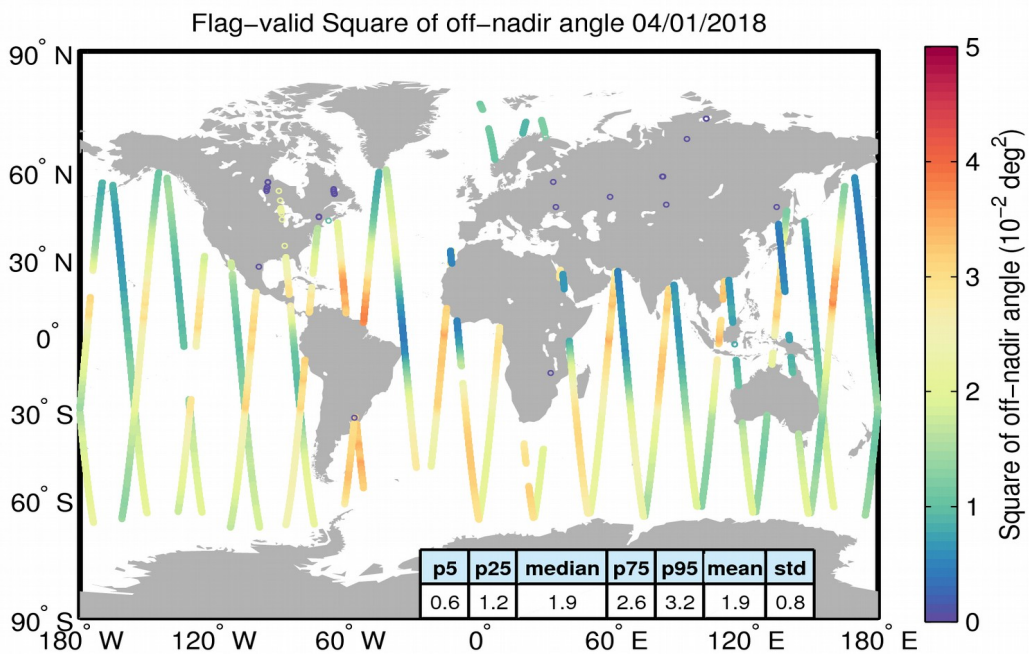 Flag−valid Square of off−nadir angle 04/01/2018
90° N
60° N
30° N
0°
30° S
60° S
90° S
180° W
120° W
60° W
0°
60° E
120° E
180° E
p5 p25 median p75 p95 mean std
0.6 1.2 1.9 2.6 3.2 1.9 0.8
5
4
3
2
1
0
Square of off−nadir angle (10⁻² deg²)